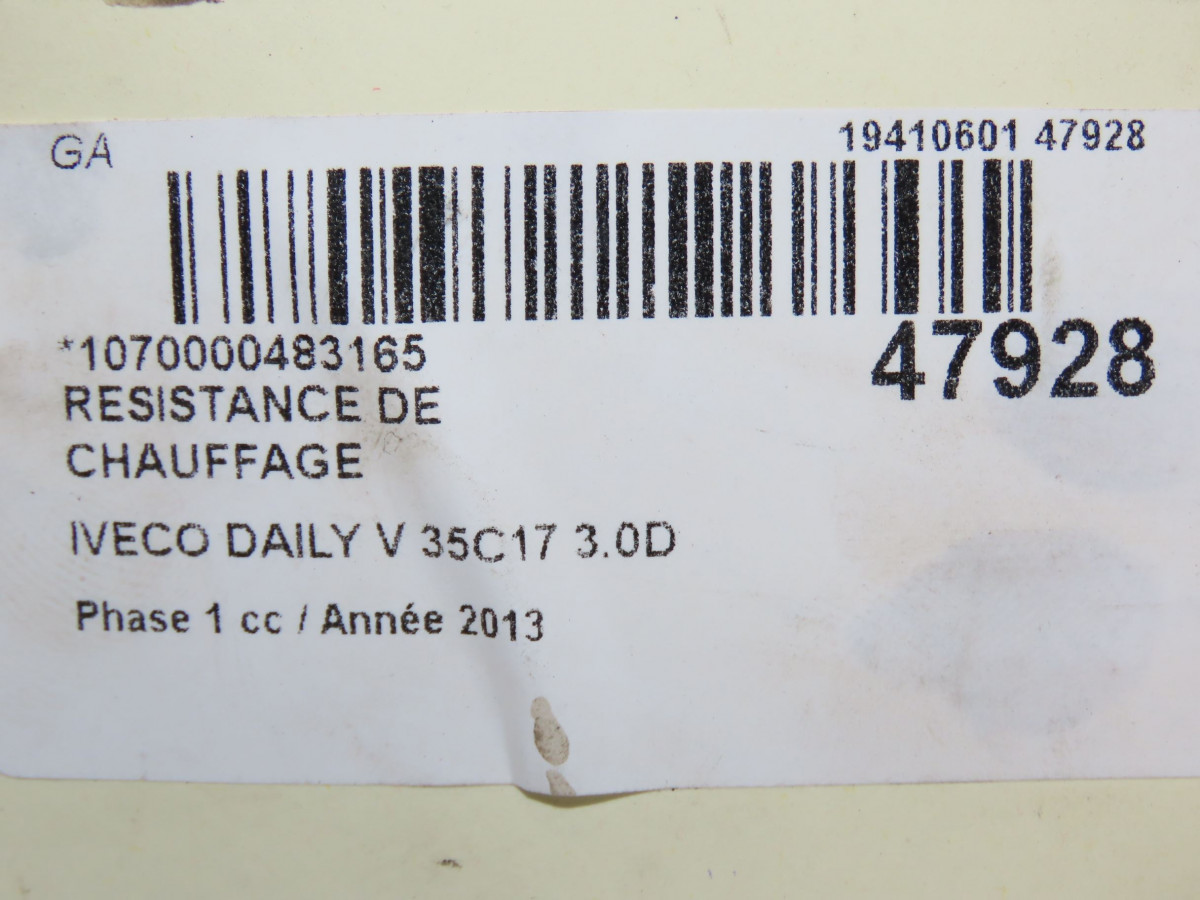 GA
19410601 47928
*1070000483165
47928
RESISTANCE DE
CHAUFFAGE
IVECO DAILY V 35C17 3.0D
Phase 1 cc / Année 2013